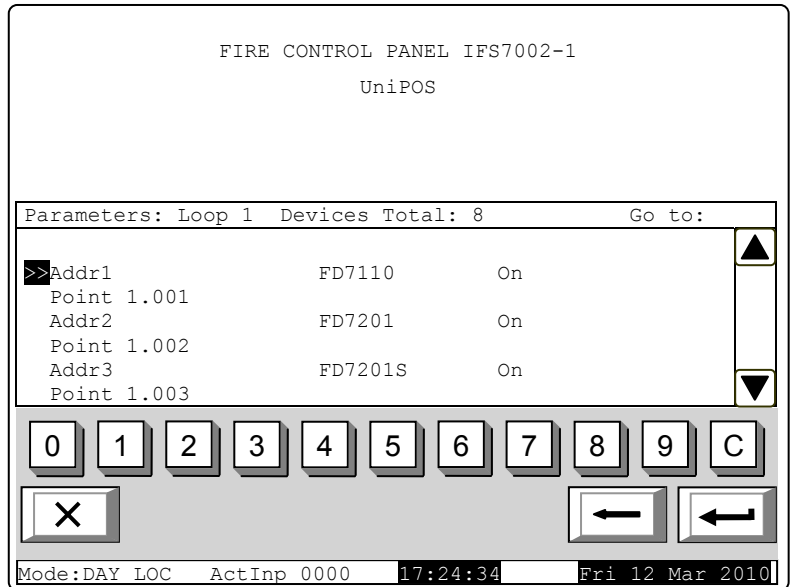 FIRE CONTROL PANEL IFS7002-1
UniPOS
Parameters: Loop 1 Devices Total: 8 Go to:
>>Addr1 FD7110 On
Point 1.001
Addr2 FD7201 On
Point 1.002
Addr3 FD7201S On
Point 1.003
0 1 2 3 4 5 6 7 8 9 C
Mode:DAY LOC ActInp 0000 17:24:34 Fri 12 Mar 2010